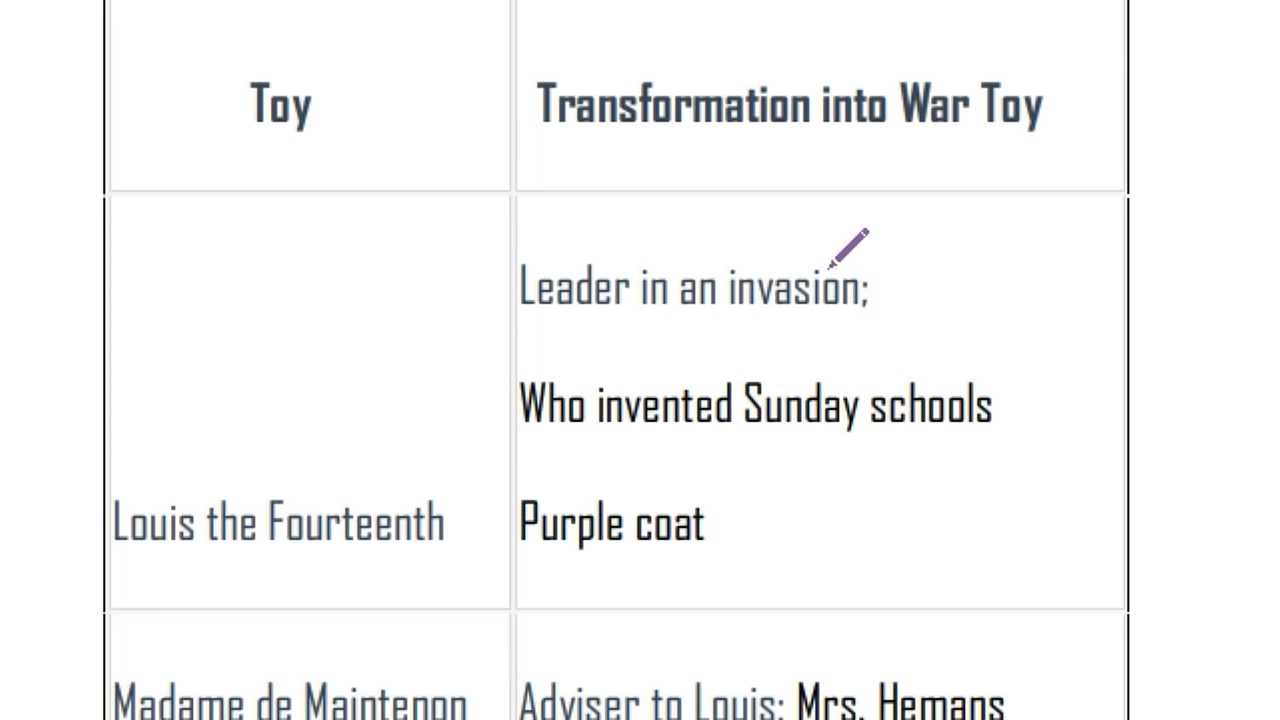 Toy
Transformation into War Toy
Leader in an invasion;
Who invented Sunday schools
Louis the Fourteenth
Purple coat
Madame de Maintenon
Adviser to Louis; Mrs. Hemans